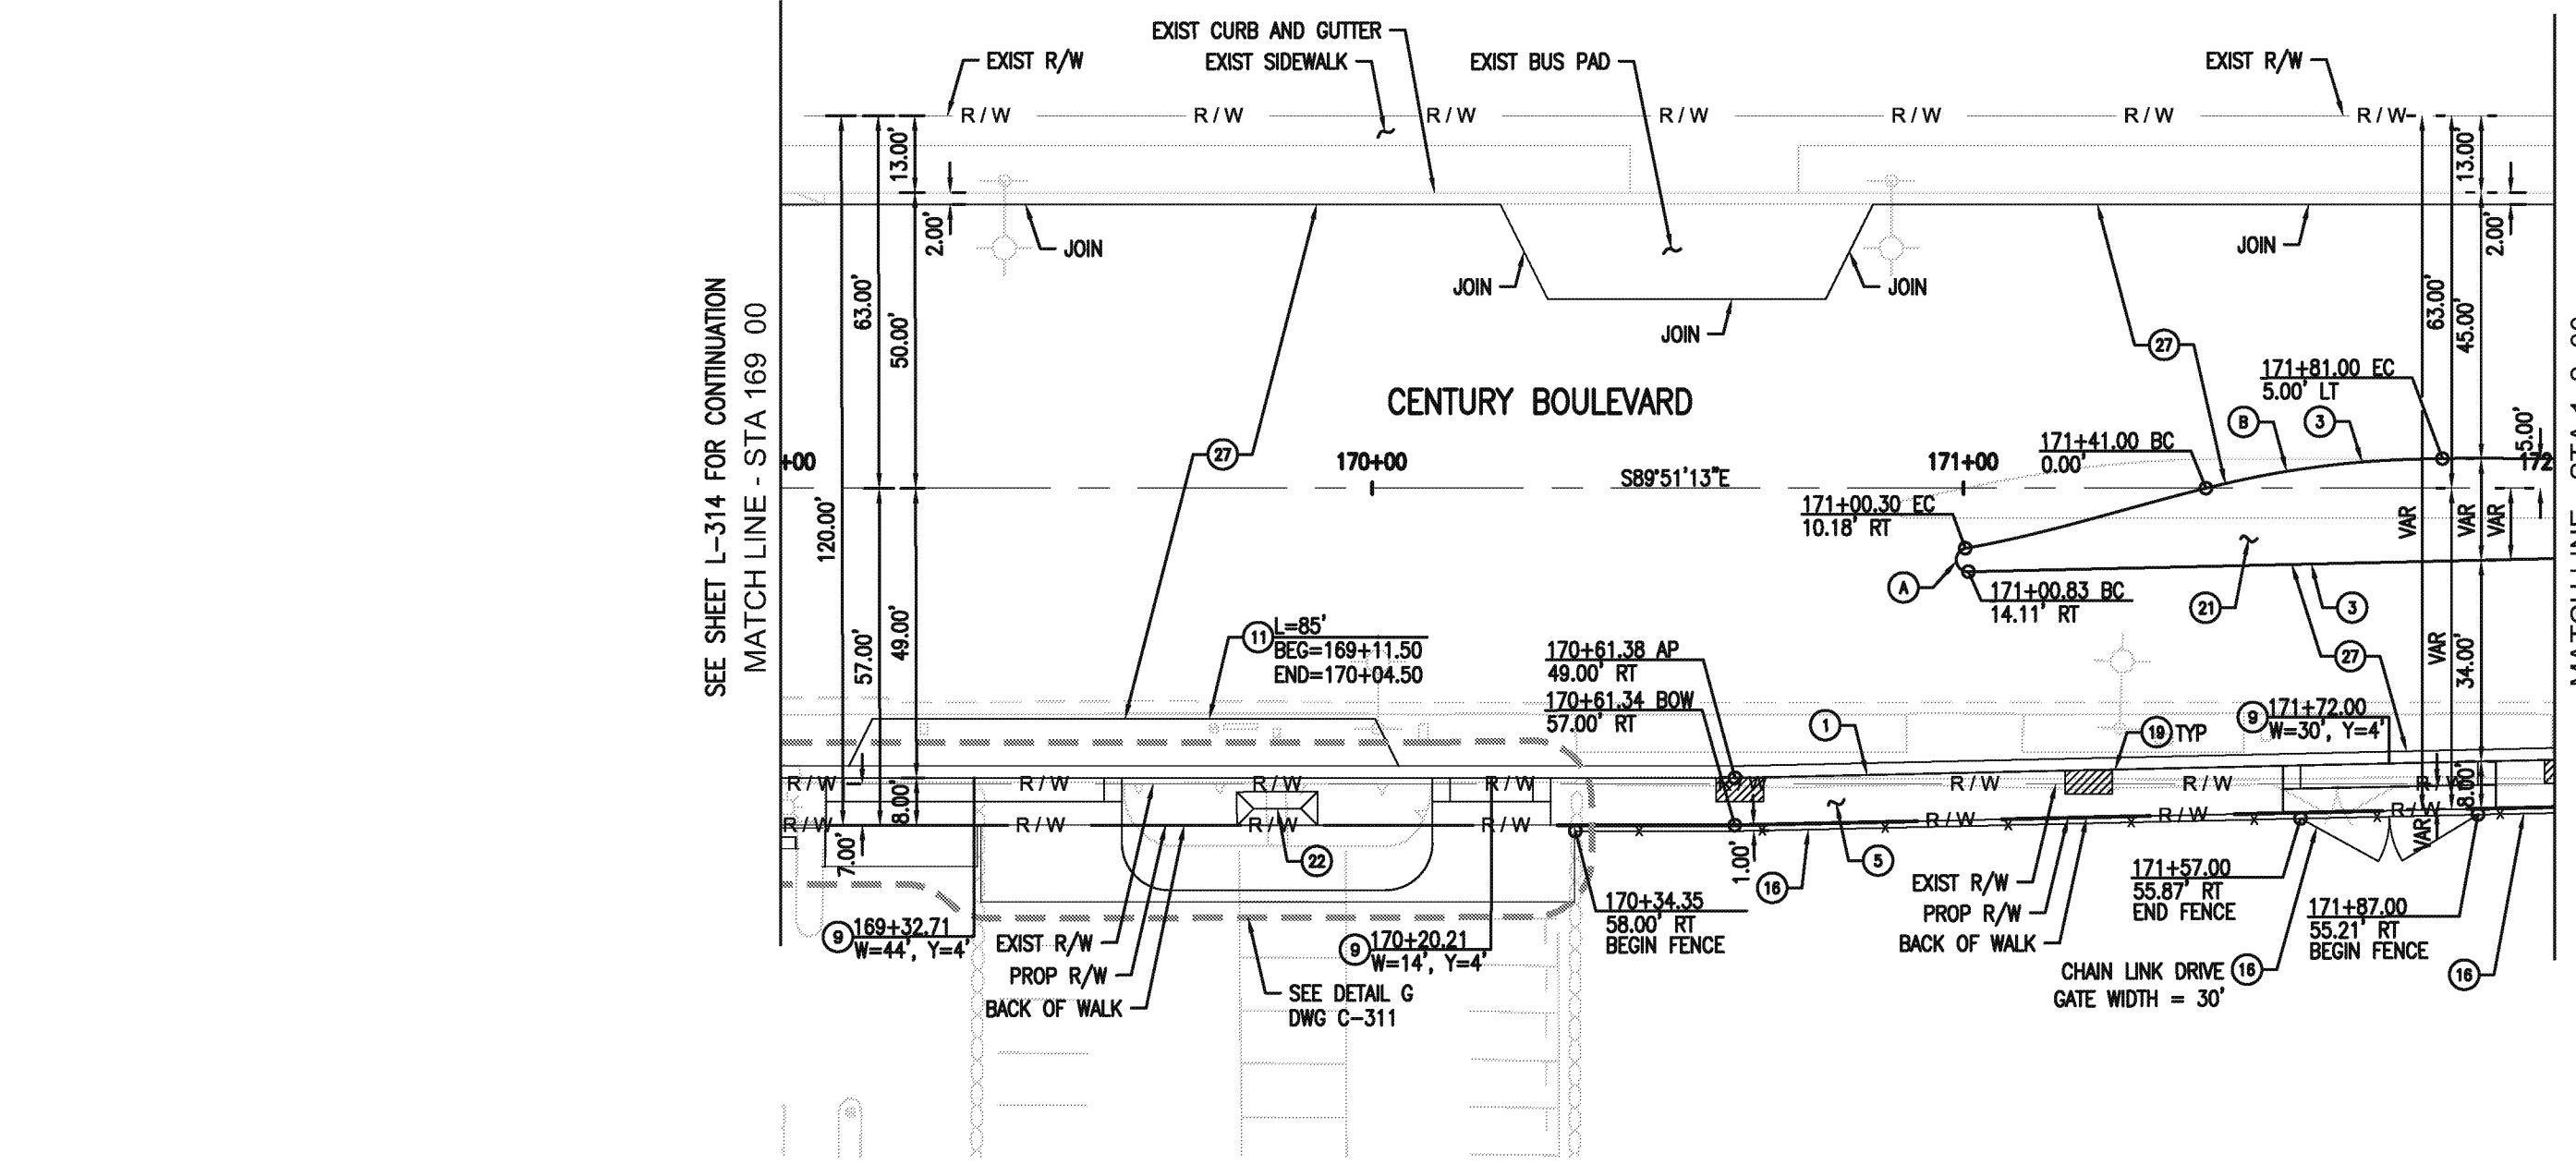 EXIST CURB AND GUTTER
EXIST R/W
EXIST SIDEWALK
EXIST BUS PAD
EXIST R/W
R/W R/W R/W R/W R/W R/W R/W
13.00'
13.00'
2.00'
2.00'
JOIN
JOIN
JOIN
JOIN
JOIN
63.00'
50.00'
63.00'
45.00'
27
SEE SHEET L-314 FOR CONTINUATION
MATCH LINE - STA 169 00
CENTURY BOULEVARD
171+81.00 EC
5.00' LT
B
3
5.00'
171+41.00 BC
0.00'
27
+00
170+00
171+00
172
S89°51'13"E
120.00'
171+00.30 EC
10.18' RT
VAR
VAR
VAR
A
171+00.83 BC
14.11' RT
21
3
57.00'
49.00'
11
L=85'
BEG=169+11.50
END=170+04.50
170+61.38 AP
49.00' RT
170+61.34 BOW
57.00' RT
VAR
34.00'
27
1
19 TYP
9
171+72.00
W=30', Y=4'
R/W R/W R/W R/W R/W R/W R/W R/W
8.00'
8.00'
R/W R/W R/W R/W R/W R/W R/W
7.00'
22
1.00'
16
5
VAR
EXIST R/W
PROP R/W
BACK OF WALK
171+57.00
55.87' RT
END FENCE
170+34.35
58.00' RT
BEGIN FENCE
171+87.00
55.21' RT
BEGIN FENCE
9
169+32.71
W=44', Y=4'
EXIST R/W
PROP R/W
BACK OF WALK
9
170+20.21
W=14', Y=4'
CHAIN LINK DRIVE 16
GATE WIDTH = 30'
16
SEE DETAIL G
DWG C-311